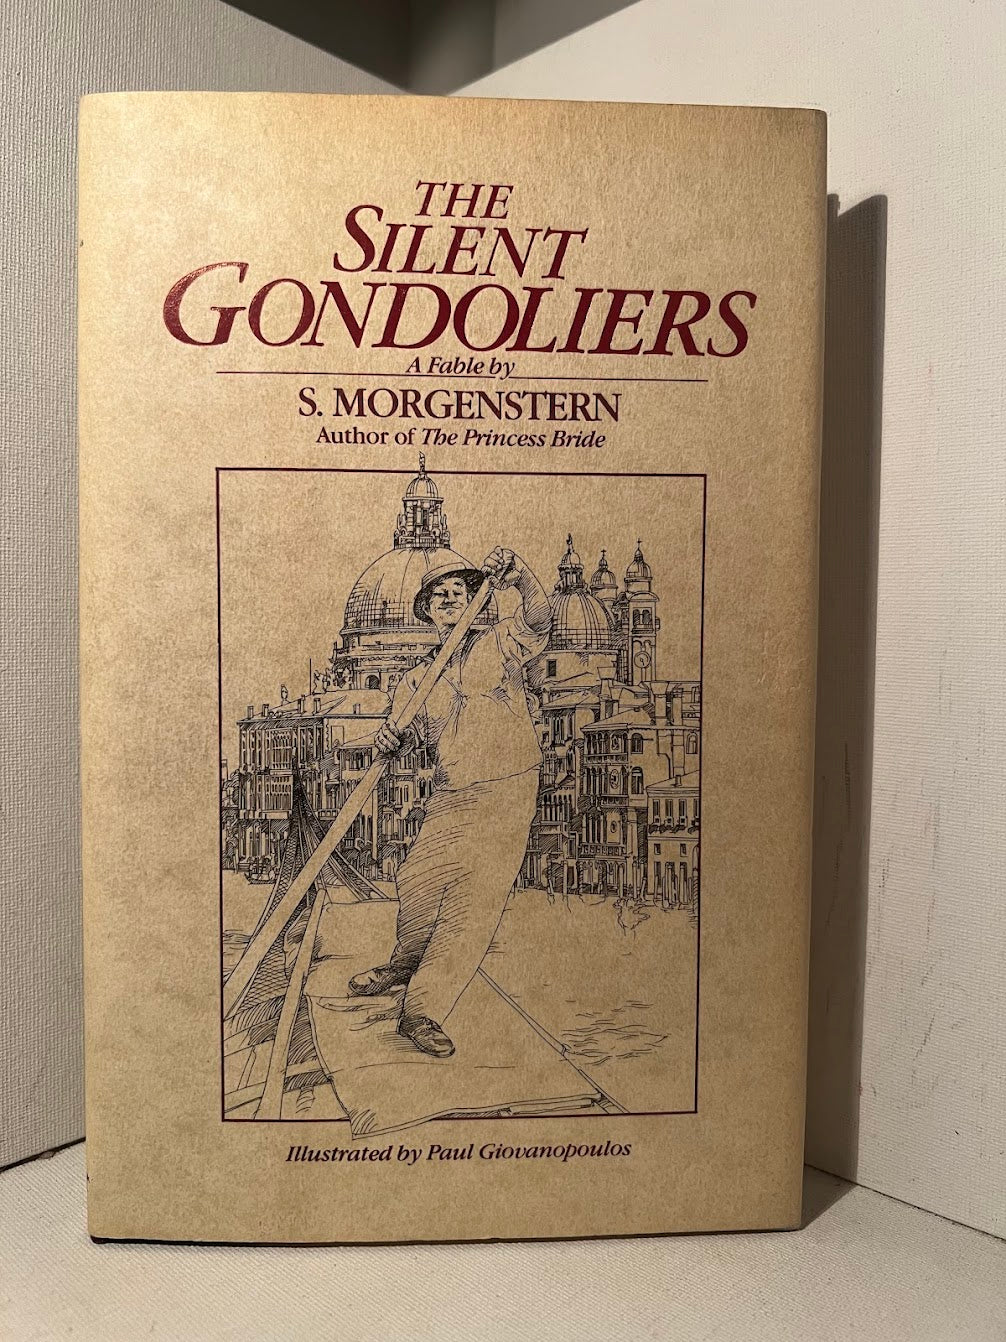 THE
SILENT
GONDOLIERS
A Fable by
S. MORGENSTERN
Author of The Princess Bride
Illustrated by Paul Giovanopoulos